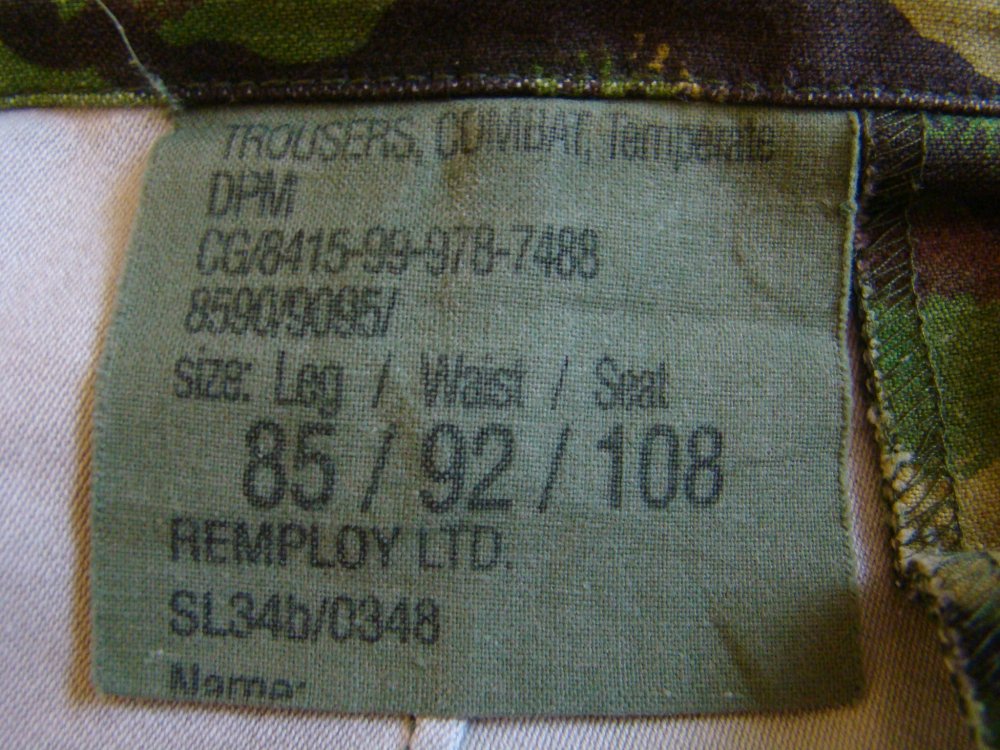 TROUSERS, COMBAT, Temperate
DPM
CG/8415-99-978-7488
8590/9095/
size: Leg / Waist / Seat
85 / 92 / 108
REMPLOY LTD.
SL34b/0348
Name: